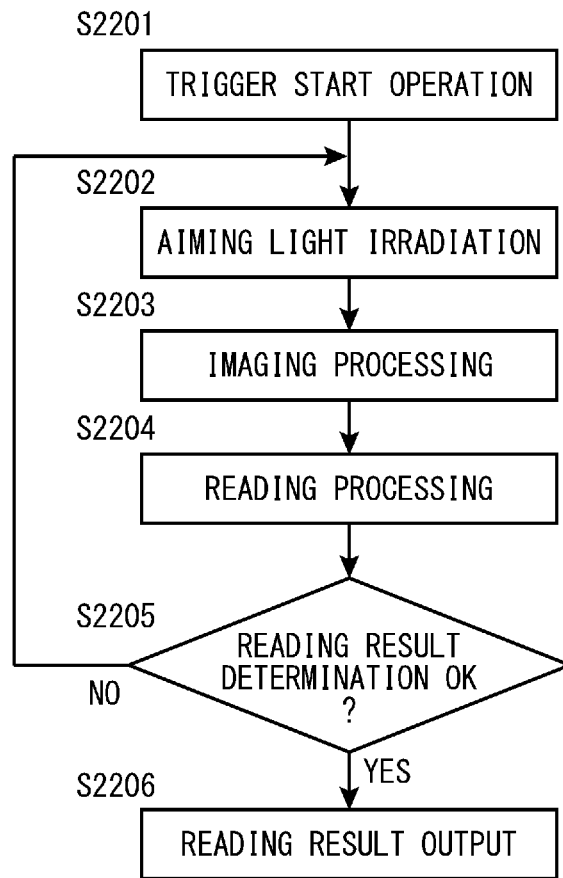 S2201
TRIGGER START OPERATION
S2202
AIMING LIGHT IRRADIATION
S2203
IMAGING PROCESSING
S2204
READING PROCESSING
S2205
READING RESULT
DETERMINATION OK
?
NO
YES
S2206
READING RESULT OUTPUT